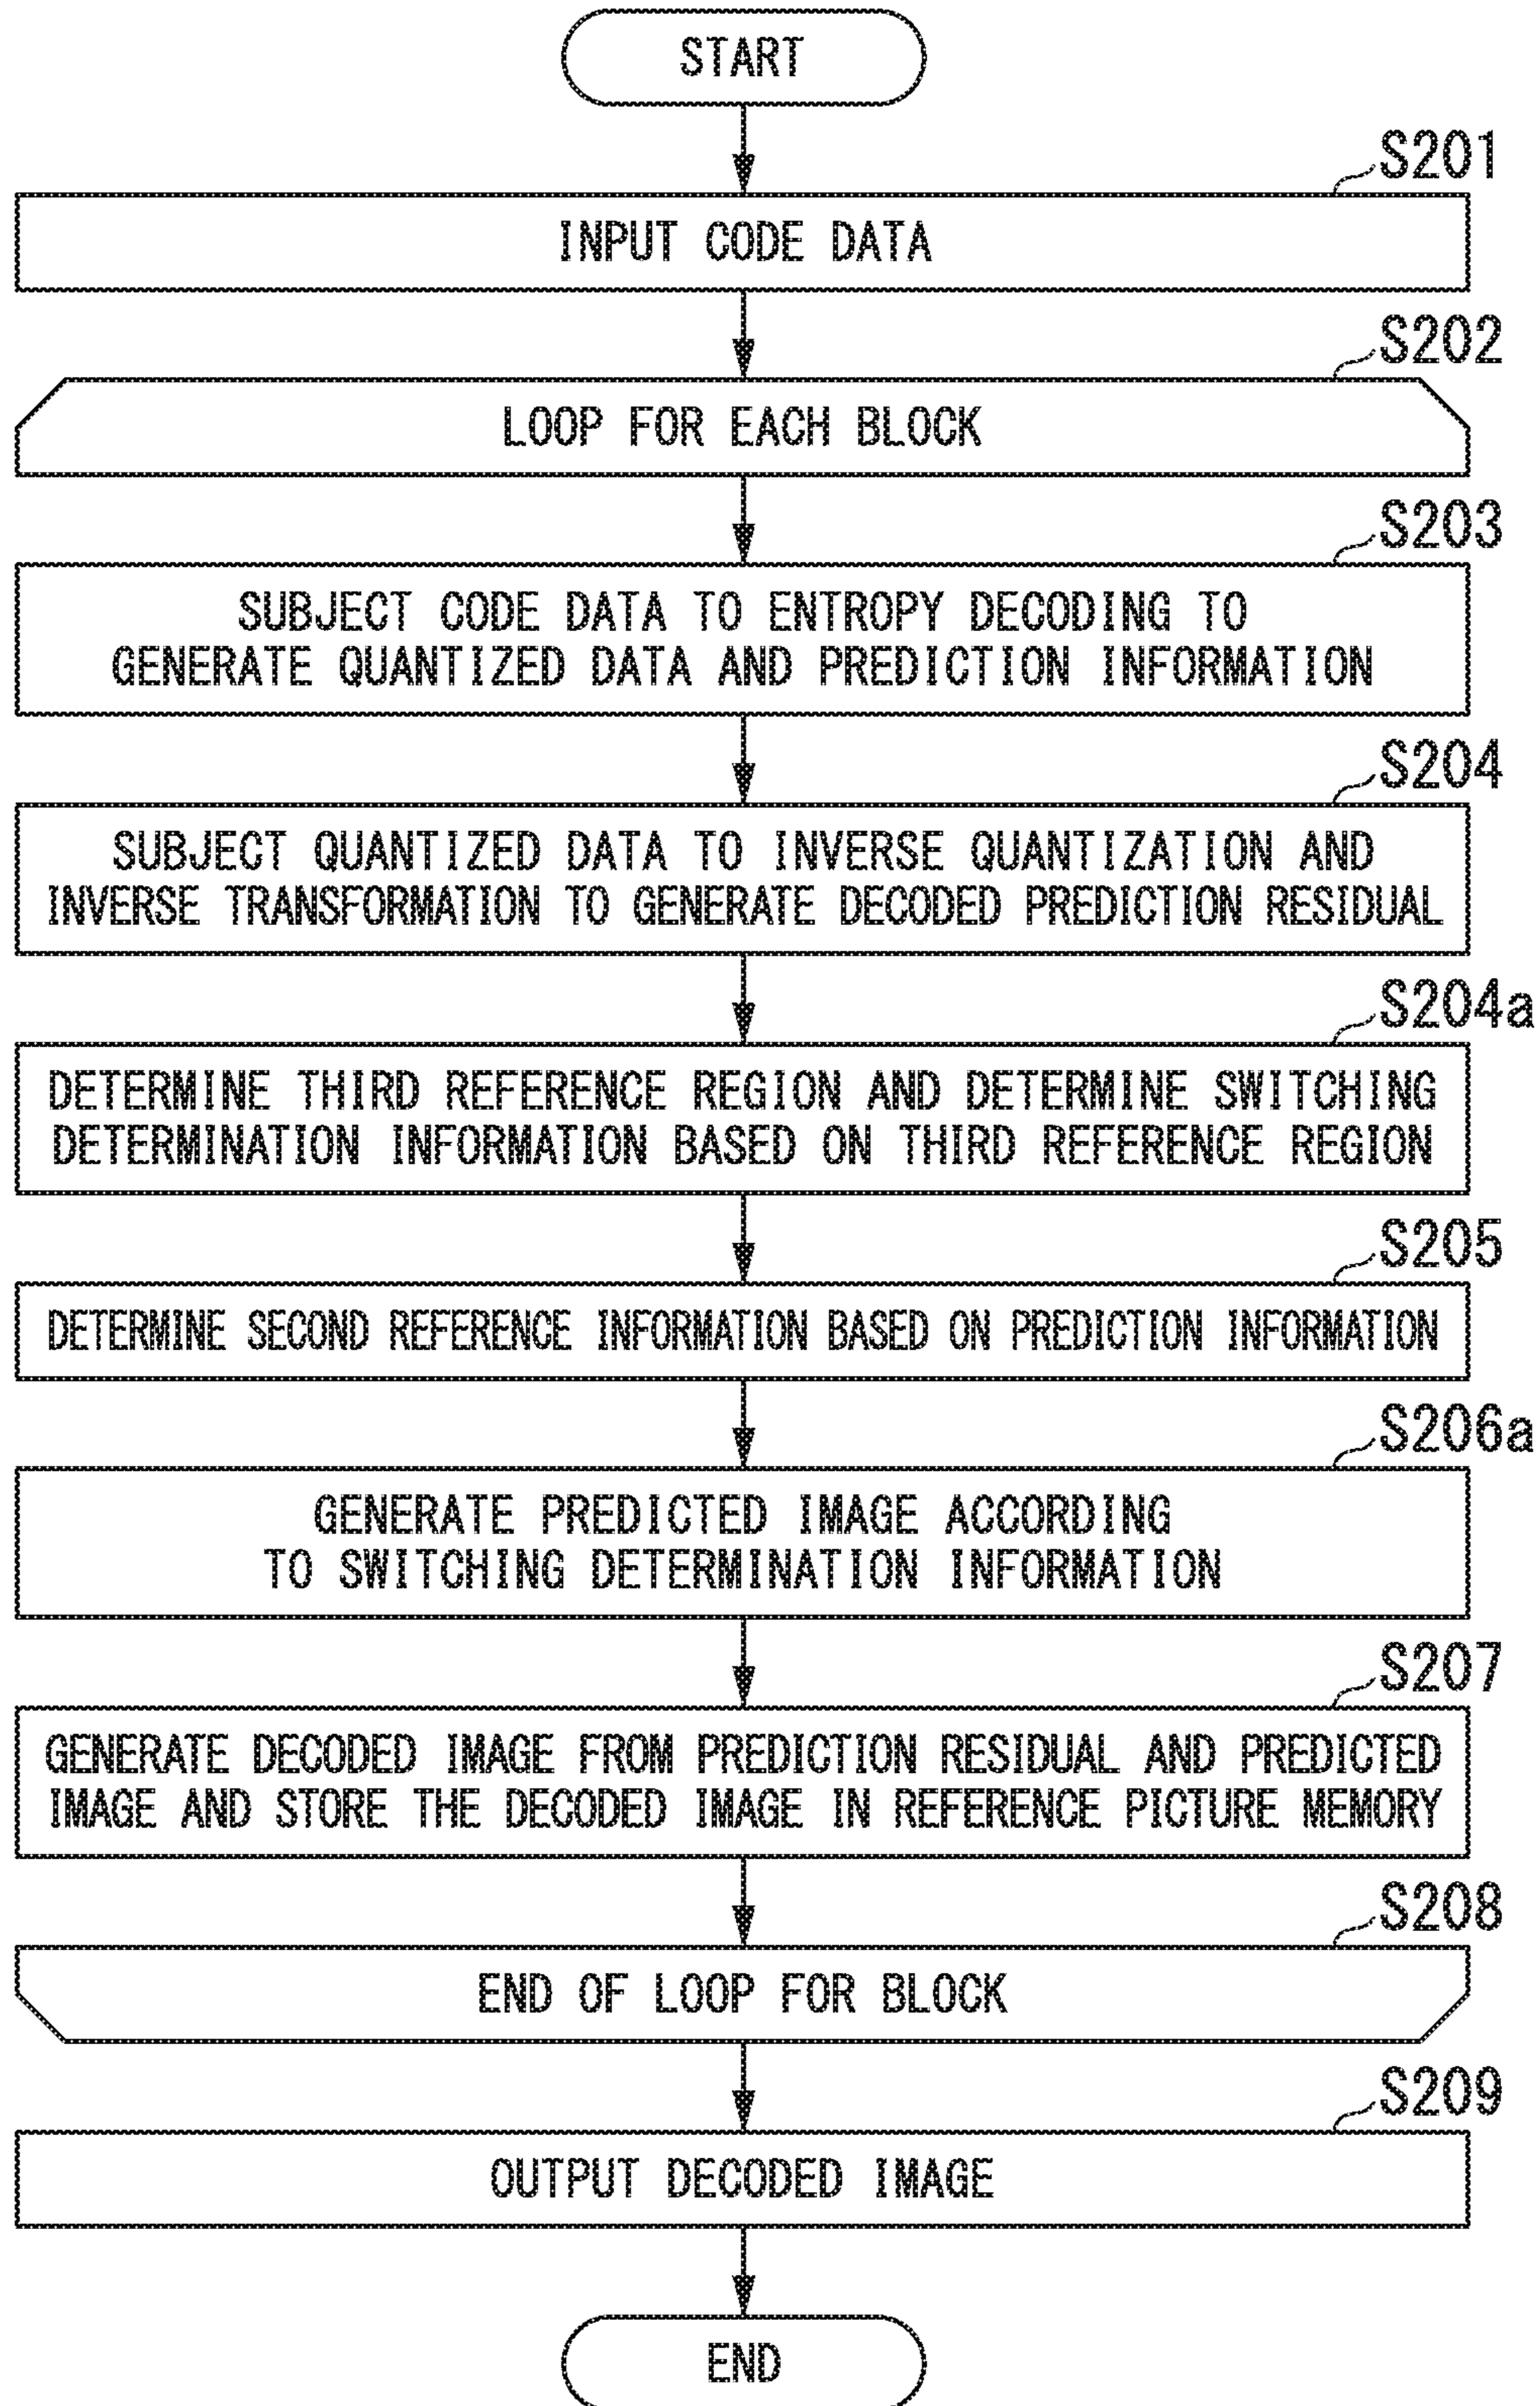 START
S201
INPUT CODE DATA
S202
LOOP FOR EACH BLOCK
S203
SUBJECT CODE DATA TO ENTROPY DECODING TO
GENERATE QUANTIZED DATA AND PREDICTION INFORMATION
S204
SUBJECT QUANTIZED DATA TO INVERSE QUANTIZATION AND
INVERSE TRANSFORMATION TO GENERATE DECODED PREDICTION RESIDUAL
S204a
DETERMINE THIRD REFERENCE REGION AND DETERMINE SWITCHING
DETERMINATION INFORMATION BASED ON THIRD REFERENCE REGION
S205
DETERMINE SECOND REFERENCE INFORMATION BASED ON PREDICTION INFORMATION
S206a
GENERATE PREDICTED IMAGE ACCORDING
TO SWITCHING DETERMINATION INFORMATION
S207
GENERATE DECODED IMAGE FROM PREDICTION RESIDUAL AND PREDICTED
IMAGE AND STORE THE DECODED IMAGE IN REFERENCE PICTURE MEMORY
S208
END OF LOOP FOR BLOCK
S209
OUTPUT DECODED IMAGE
END